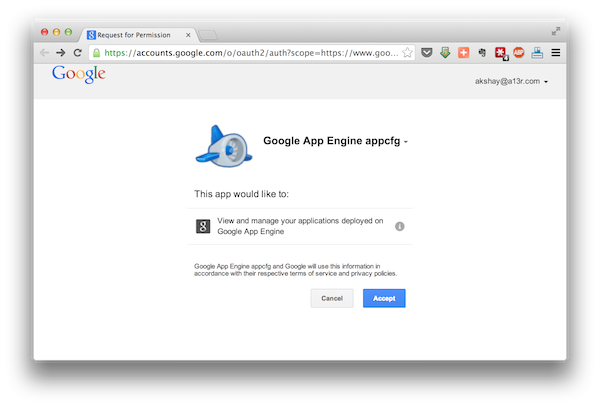 Request for Permission
https://accounts.google.com/o/oauth2/auth?scope=https://www.goo...
Google
akshay@a13r.com
Google App Engine appcfg
This app would like to:
View and manage your applications deployed on
Google App Engine
Google App Engine appcfg and Google will use this information in
accordance with their respective terms of service and privacy policies.
Cancel
Accept